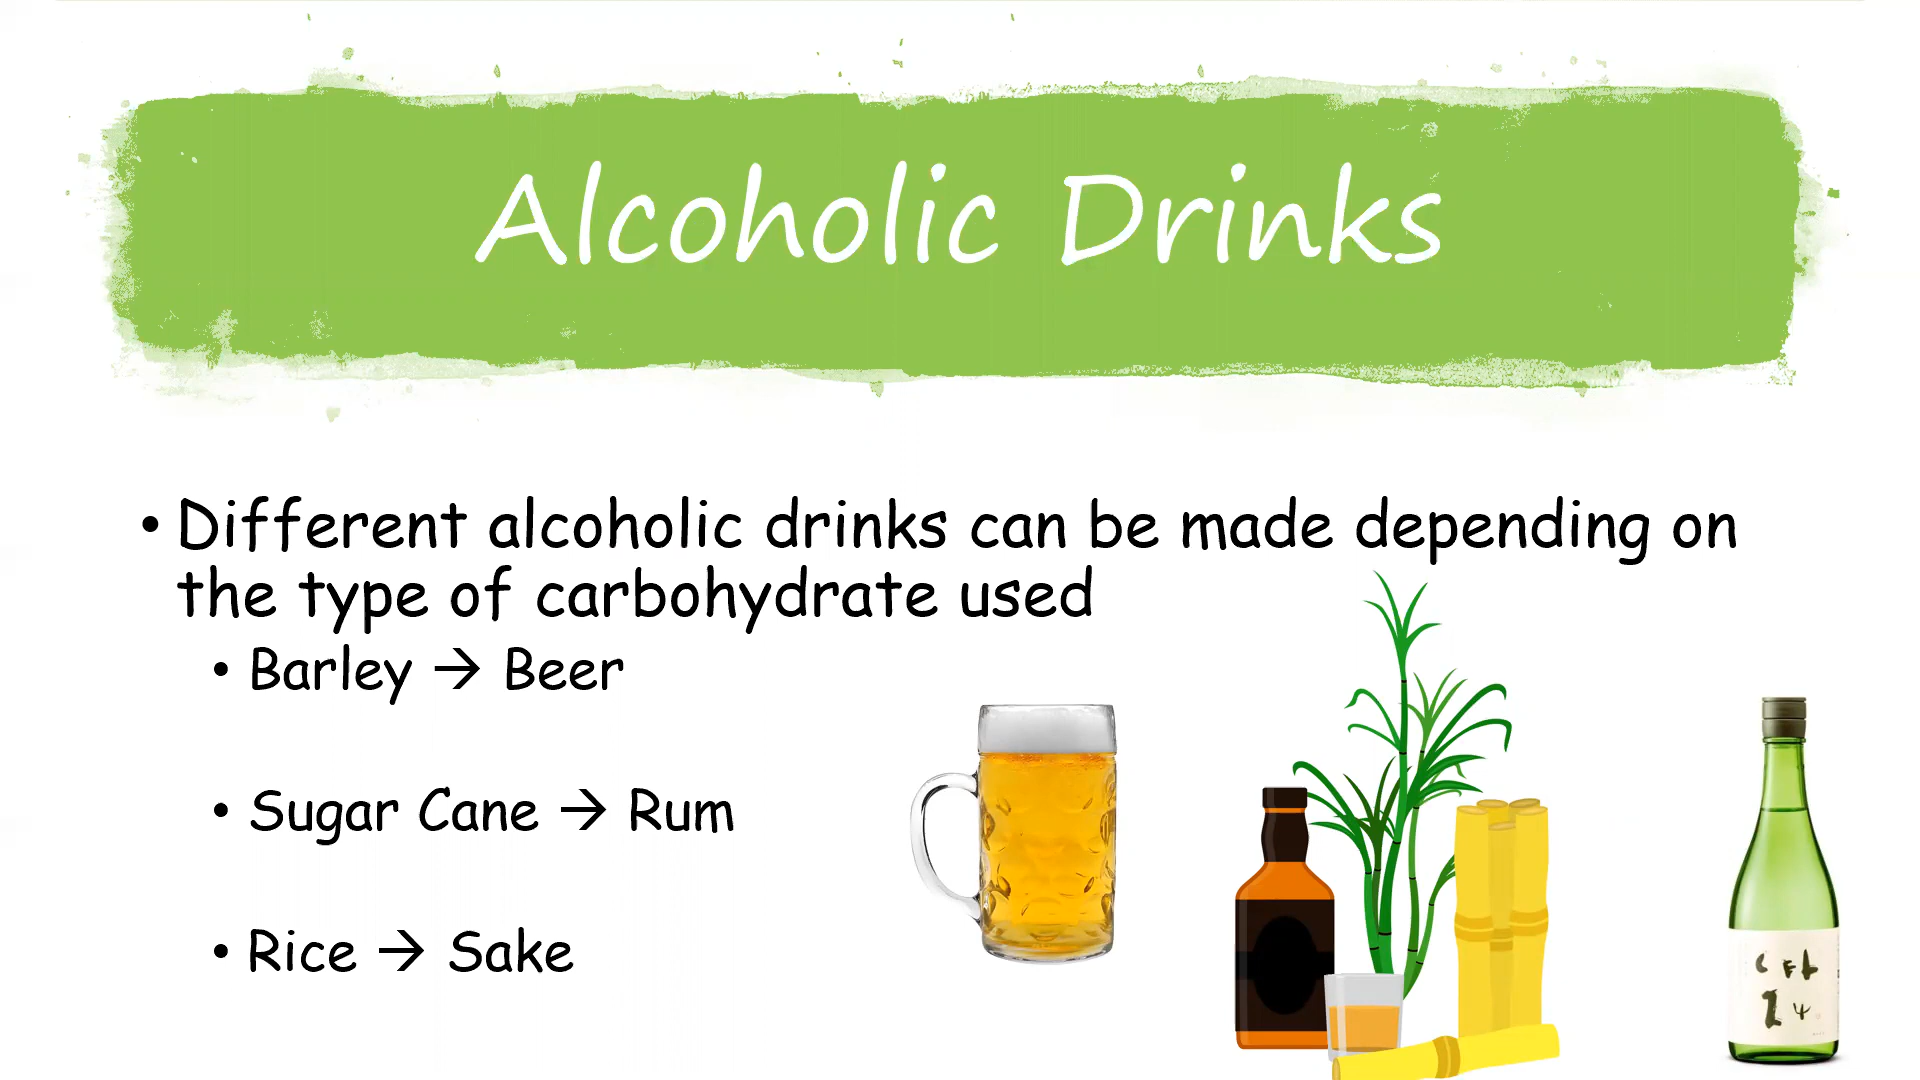 Alcoholic Drinks
• Different alcoholic drinks can be made depending on
the type of carbohydrate used
• Barley → Beer
• Sugar Cane → Rum
• Rice → Sake